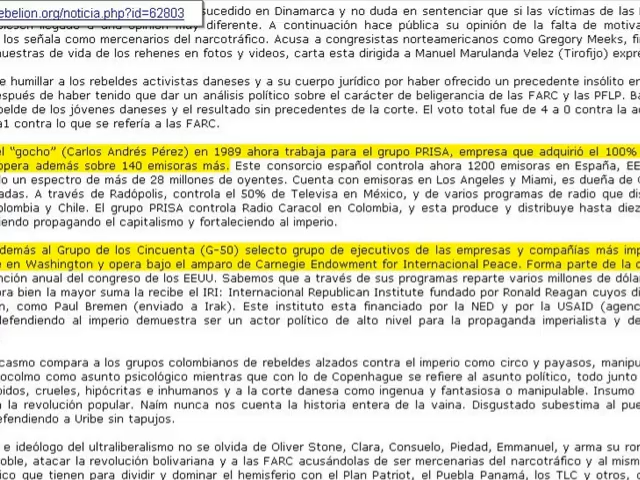 ebelion.org/noticia.php?id=62803
sucedido en Dinamarca y no duda en sentenciar que si las víctimas de las
diferente. A continuación hace pública su opinión de la falta de motiva
los señala como mercenarios del narcotráfico. Acusa a congresistas norteamericanos como Gregory Meeks, fi
uestras de vida de los rehenes en fotos y videos, carta esta dirigida a Manuel Marulanda Velez (Tirofijo) expre
e humillar a los rebeldes activistas daneses y a su cuerpo jurídico por haber ofrecido un precedente insólito en
espués de haber tenido que dar un análisis político sobre el carácter de beligerancia de las FARC y las PFLP. Ba
belde de los jóvenes daneses y el resultado sin precedentes de la corte. El voto total fue de 4 a 0 contra la a
a1 contra lo que se refería a las FARC.
el "gocho" (Carlos Andrés Pérez) en 1989 ahora trabaja para el grupo PRISA, empresa que adquirió el 100%
opera además sobre 140 emisoras más. Este consorcio español controla ahora 1200 emisoras en España, EE
do un espectro de más de 28 millones de oyentes. Cuenta con emisoras en Los Angeles y Miami, es dueña de C
adas. A través de Radópolis, controla el 50% de Televisa en México, y de varios programas de radio que dis
olombia y Chile. El grupo PRISA controla Radio Caracol en Colombia, y esta produce y distribuye hasta diez
iendo propagando el capitalismo y fortaleciendo al imperio.
demás al Grupo de los Cincuenta (G-50) selecto grupo de ejecutivos de las empresas y compañías más imp
e en Washington y opera bajo el amparo de Carnegie Endowment for Internacional Peace. Forma parte de la c
nción anual del congreso de los EEUU. Sabemos que a través de sus programas reparte varios millones de dólar
ora bien la mayor suma la recibe el IRI: Internacional Republican Institute fundado por Ronald Reagan cuyos di
n, como Paul Bremen (enviado a Irak). Este instituto esta financiado por la NED y por la USAID (agenc
defendiendo al imperio demuestra ser un actor político de alto nivel para la propaganda imperialista y de
casmo compara a los grupos colombianos de rebeldes alzados contra el imperio como circo y payasos, manipu
ocolmo como asunto psicológico mientras que con lo de Copenhague se refiere al asunto político, todo junto
pidos, crueles, hipócritas e inhumanos y a la corte danesa como ingenua y fantasiosa o manipulable. Insumo
n la revolución popular. Naím nunca nos cuenta la historia entera de la vaina. Disgustado subestima al pue
efendiendo a Uribe sin tapujos.
e ideólogo del ultraliberalismo no se olvida de Oliver Stone, Clara, Consuelo, Piedad, Emmanuel, y arma su ro
oble, atacar la revolución bolivariana y a las FARC acusándolas de ser mercenarias del narcotráfico y al mism
ico que tienen para dividir y dominar el hemisferio con el Plan Patriot, el Puebla Panamá, los TLC y otros,